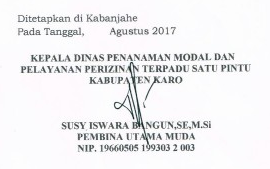 Ditetapkan di Kabanjahe
Pada Tanggal, Agustus 2017
KEPALA DINAS PENANAMAN MODAL DAN
PELAYANAN PERIZINAN TERPADU SATU PINTU
KABUPATEN KARO
SUSY ISWARA BANGUN,SE,M.Si
PEMBINA UTAMA MUDA
NIP. 19660505 199303 2 003